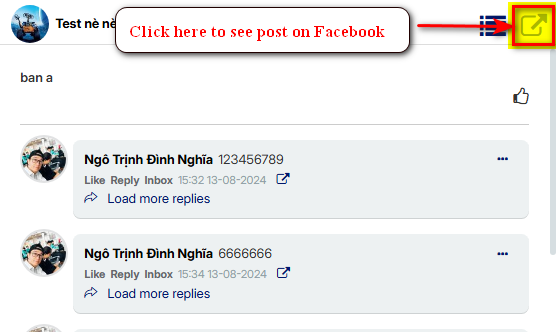 Test nè nè
Click here to see post on Facebook
ban a
Ngô Trịnh Đình Nghĩa 123456789
Like Reply Inbox 15:32 13-08-2024
Load more replies
Ngô Trịnh Đình Nghĩa 6666666
Like Reply Inbox 15:34 13-08-2024
Load more replies